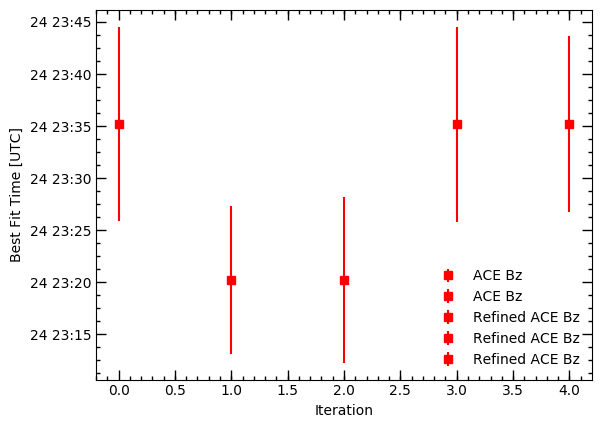 24 23:45
24 23:40
24 23:35
24 23:30
24 23:25
24 23:20
24 23:15
Best Fit Time [UTC]
ACE Bz
ACE Bz
Refined ACE Bz
Refined ACE Bz
Refined ACE Bz
0.0 0.5 1.0 1.5 2.0 2.5 3.0 3.5 4.0
Iteration